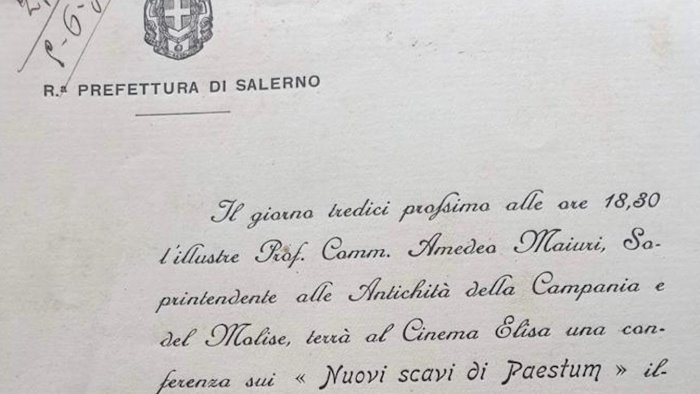 R.ª PREFETTURA DI SALERNO
Il giorno tredici prossimo alle ore 18,30
l'illustre Prof. Comm. Amedeo Maiuri, So-
printendente alle Antichità della Campania e
del Molise, terrà al Cinema Elisa una con-
ferenza sui « Nuovi scavi di Paestum » il-